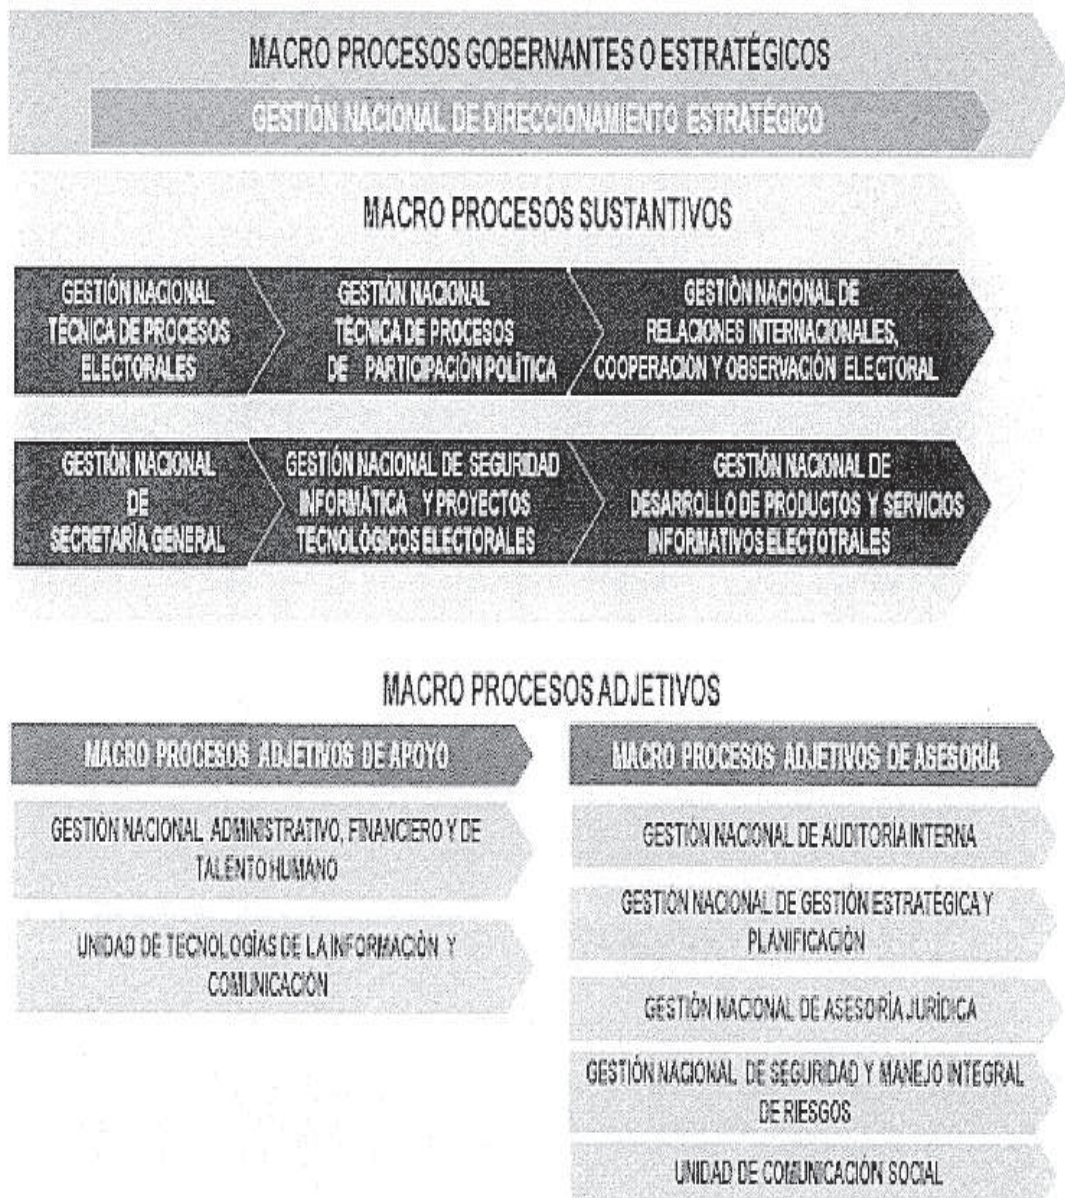 MACRO PROCESOS GOBERNANTES O ESTRATÉGICOS
GESTIÓN NACIONAL DE DIRECCIONAMIENTO ESTRATÉGICO
MACRO PROCESOS SUSTANTIVOS
GESTIÓN NACIONAL
TÉCNICA DE PROCESOS
ELECTORALES
GESTIÓN NACIONAL
TÉCNICA DE PROCESOS
DE PARTICIPACIÓN POLÍTICA
GESTIÓN NACIONAL DE
RELACIONES INTERNACIONALES,
COOPERACIÓN Y OBSERVACIÓN ELECTORAL
GESTIÓN NACIONAL
DE
SECRETARÍA GENERAL
GESTIÓN NACIONAL DE SEGURIDAD
INFORMÁTICA Y PROYECTOS
TECNOLÓGICOS ELECTORALES
GESTIÓN NACIONAL DE
DESARROLLO DE PRODUCTOS Y SERVICIOS
INFORMATIVOS ELECTOTRALES
MACRO PROCESOS ADJETIVOS
MACRO PROCESOS ADJETIVOS DE APOYO
GESTIÓN NACIONAL ADMINISTRATIVO, FINANCIERO Y DE
TALENTO HUMANO
UNIDAD DE TECNOLOGÍAS DE LA INFORMACIÓN Y
COMUNICACIÓN
MACRO PROCESOS ADJETIVOS DE ASESORÍA
GESTIÓN NACIONAL DE AUDITORÍA INTERNA
GESTIÓN NACIONAL DE GESTIÓN ESTRATÉGICA Y
PLANIFICACIÓN
GESTIÓN NACIONAL DE ASESORÍA JURÍDICA
GESTIÓN NACIONAL DE SEGURIDAD Y MANEJO INTEGRAL
DE RIESGOS
UNIDAD DE COMUNICACIÓN SOCIAL